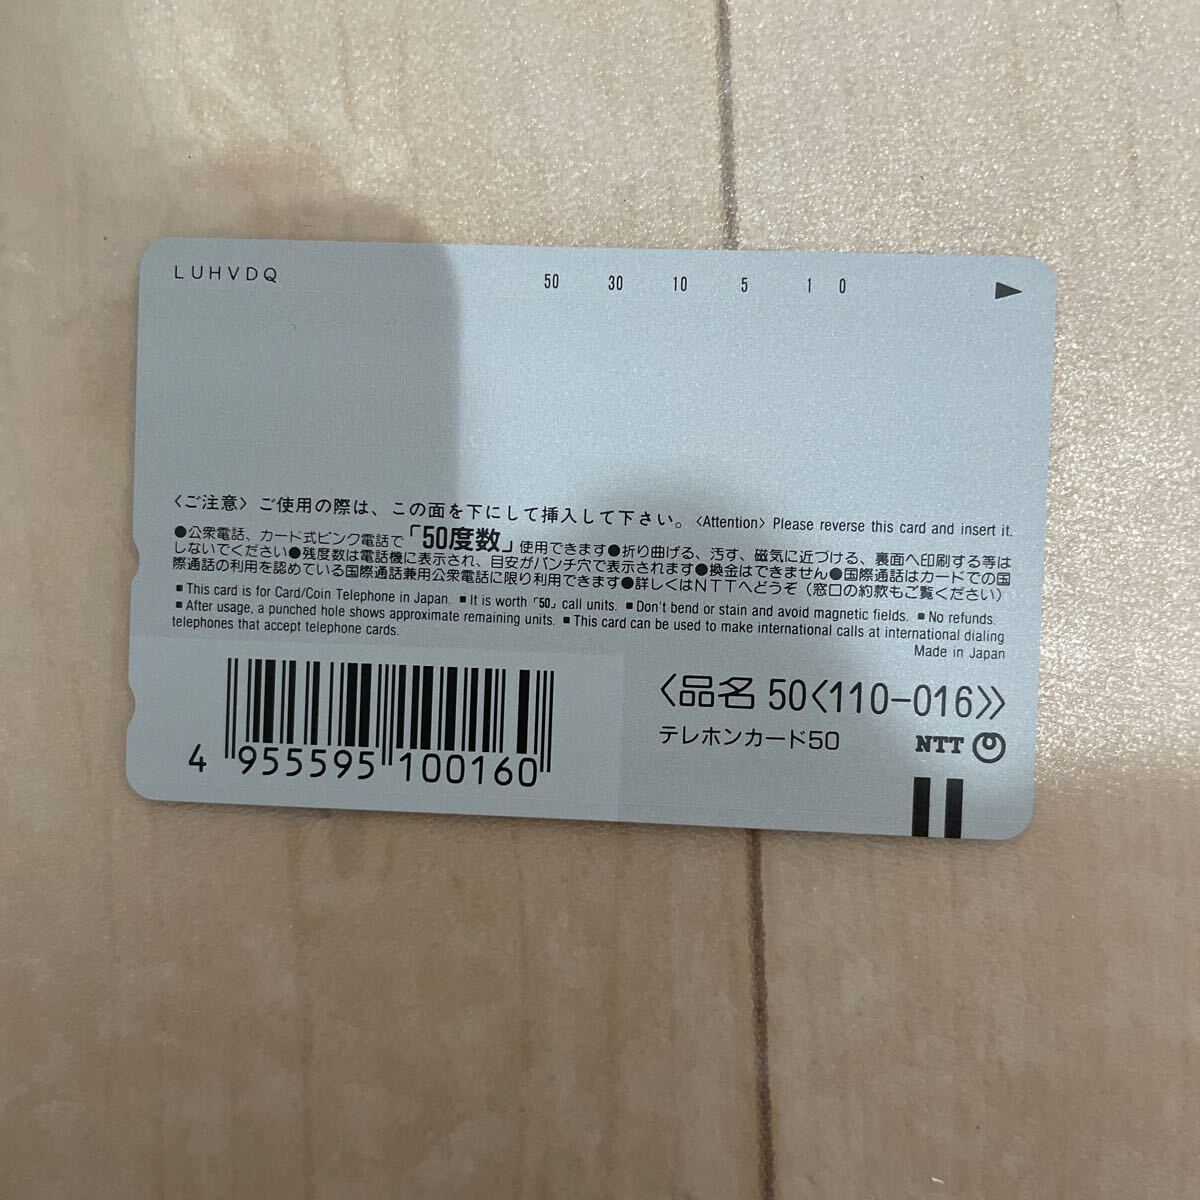 LUHVDQ
50 30 10 5 1 0
〈ご注意〉ご使用の際は、この面を下にして挿入して下さい。〈Attention〉Please reverse this card and insert it.
●公衆電話、カード式ピンク電話で「50度数」使用できます●折り曲げる、汚す、磁気に近づける、裏面へ印刷する等は
しないでください●残度数は電話機に表示され、目安がパンチ穴で表示されます●換金はできません●国際通話はカードでの国
際通話の利用を認めている国際通話兼用公衆電話に限り利用できます●詳しくはNTTへどうぞ（窓口の約款もご覧ください）
■This card is for Card/Coin Telephone in Japan. ■It is worth「50」call units. ■Don't bend or stain and avoid magnetic fields. ■No refunds.
■After usage, a punched hole shows approximate remaining units. ■This card can be used to make international calls at international dialing
telephones that accept telephone cards.
Made in Japan
〈品名 50〈110-016〉〉
テレホンカード50 NTT
4 955595 100160